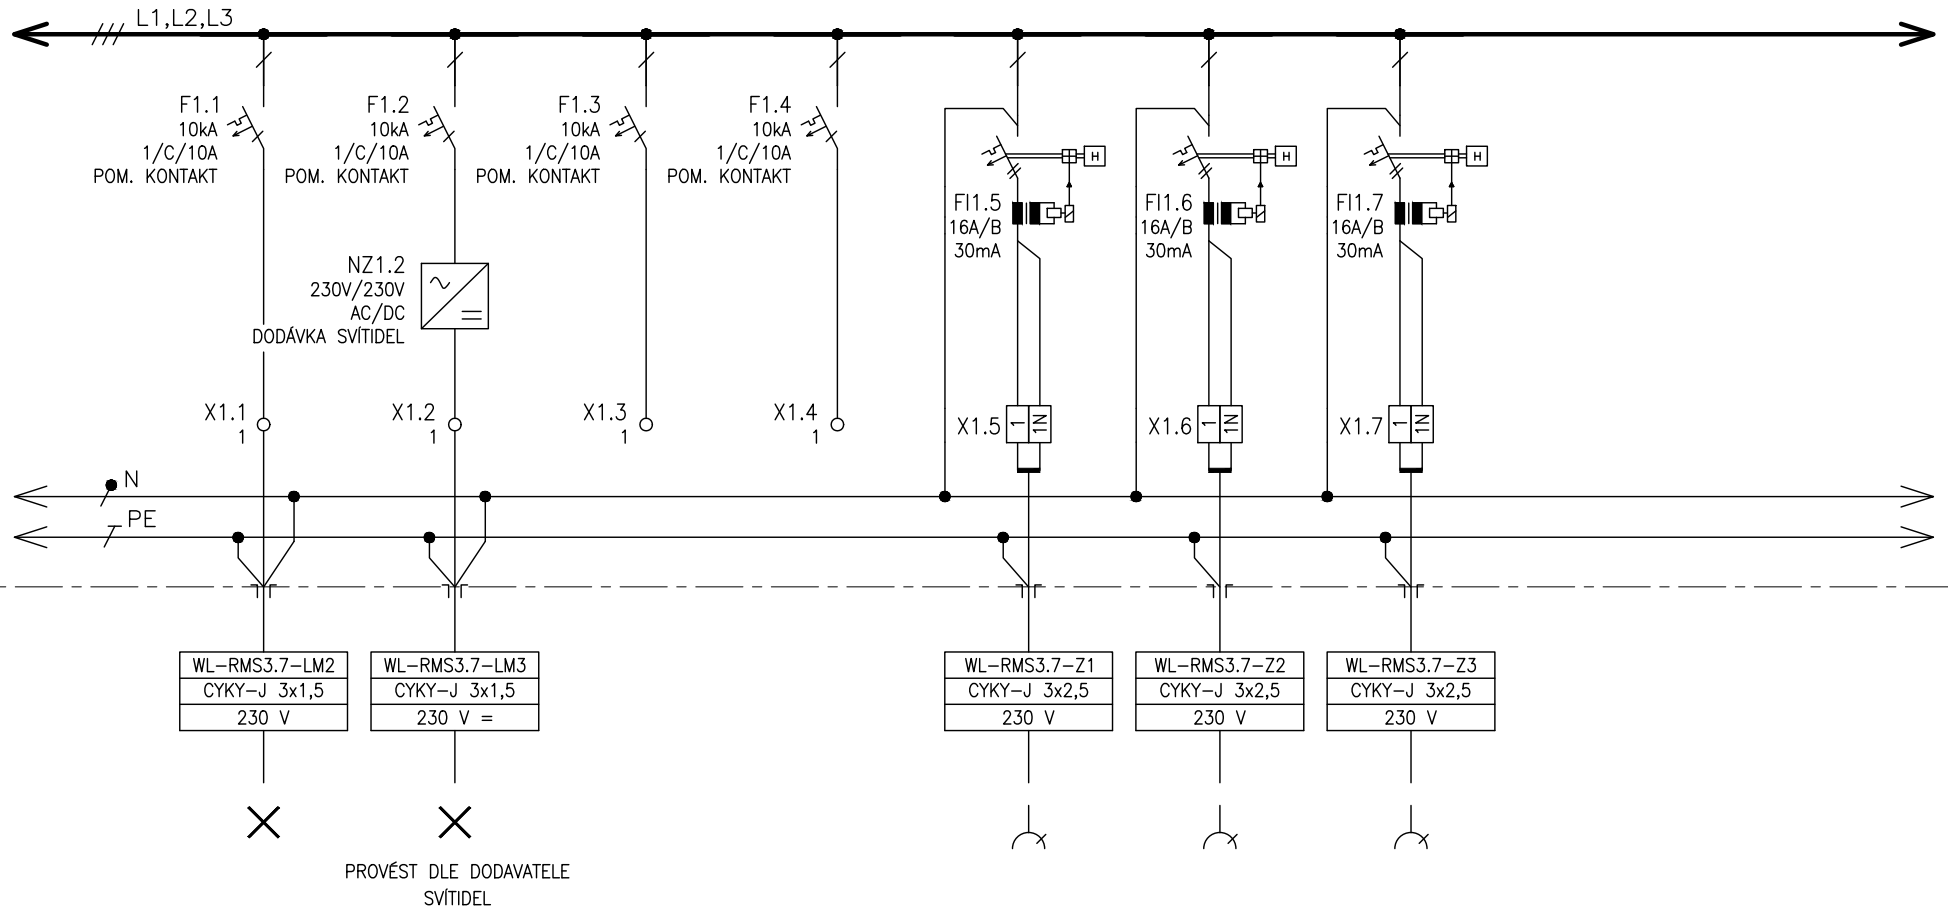 L1,L2,L3
F1.1
10kA
1/C/10A
POM. KONTAKT
F1.2
10kA
1/C/10A
POM. KONTAKT
F1.3
10kA
1/C/10A
POM. KONTAKT
F1.4
10kA
1/C/10A
POM. KONTAKT
H
H
H
FI1.5
16A/B
30mA
FI1.6
16A/B
30mA
FI1.7
16A/B
30mA
NZ1.2
230V/230V
AC/DC
DODÁVKA SVÍTIDEL
X1.1
1
X1.2
1
X1.3
1
X1.4
1
X1.5
1
1N
X1.6
1
1N
X1.7
1
1N
N
PE
WL-RMS3.7-LM2
CYKY-J 3x1,5
230 V
WL-RMS3.7-LM3
CYKY-J 3x1,5
230 V =
WL-RMS3.7-Z1
CYKY-J 3x2,5
230 V
WL-RMS3.7-Z2
CYKY-J 3x2,5
230 V
WL-RMS3.7-Z3
CYKY-J 3x2,5
230 V
PROVÉST DLE DODAVATELE
SVÍTIDEL